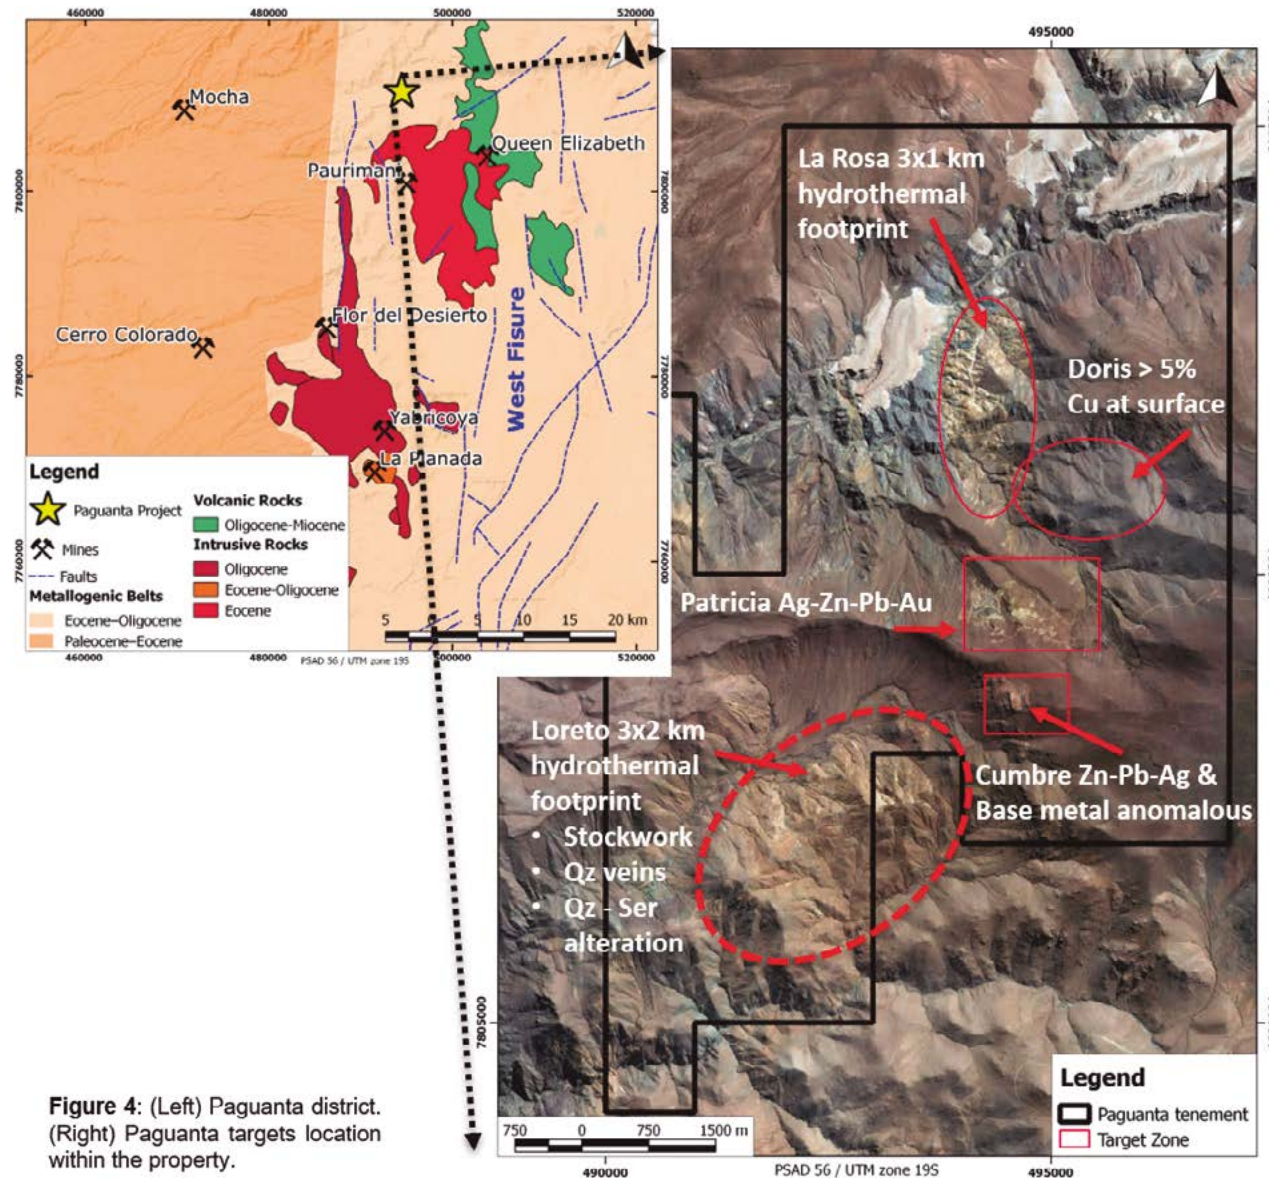 460000
480000
500000
520000
Mocha
Queen Elizabeth
Pauriman
7800000
7800000
Flor del Desierto
Cerro Colorado
West Fisure
7780000
7780000
Yabricoya
La Planada
7760000
7760000
Legend
Paguanta Project
Mines
Faults
Metallogenic Belts
Eocene-Oligocene
Paleocene-Eocene
Volcanic Rocks
Oligocene-Miocene
Intrusive Rocks
Oligocene
Eocene-Oligocene
Eocene
5 0 5 10 15 20 km
460000
480000
500000
520000
PSAD 56 / UTM zone 19S
495000
La Rosa 3x1 km
hydrothermal
footprint
Doris > 5%
Cu at surface
Patricia Ag-Zn-Pb-Au
Loreto 3x2 km
hydrothermal
footprint
• Stockwork
• Qz veins
• Qz - Ser
alteration
Cumbre Zn-Pb-Ag &
Base metal anomalous
7805000
Legend
Paguanta tenement
Target Zone
750 0 750 1500 m
490000
PSAD 56 / UTM zone 19S
495000
Figure 4: (Left) Paguanta district.
(Right) Paguanta targets location
within the property.